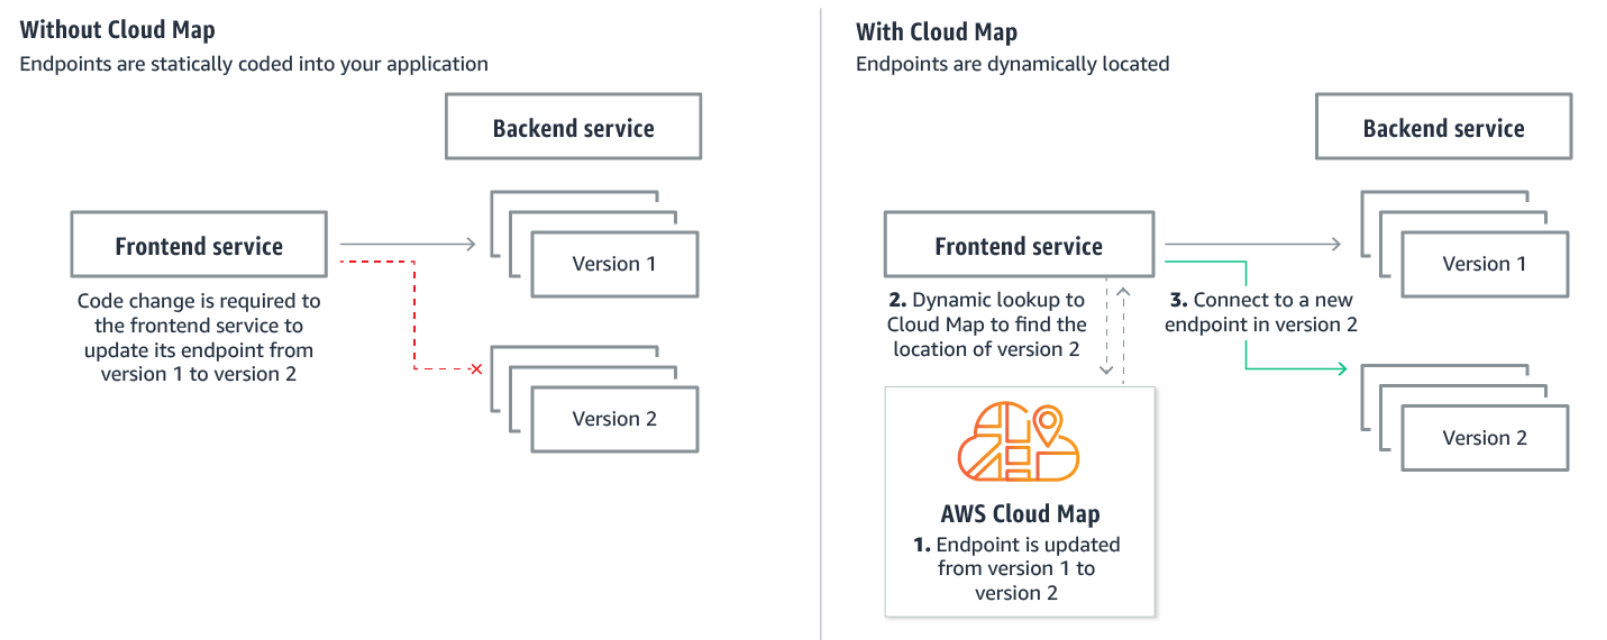 Without Cloud Map
Endpoints are statically coded into your application
Backend service
Frontend service
Version 1
Code change is required to
the frontend service to
update its endpoint from
version 1 to version 2
Version 2
With Cloud Map
Endpoints are dynamically located
Backend service
Frontend service
Version 1
2. Dynamic lookup to
Cloud Map to find the
location of version 2
3. Connect to a new
endpoint in version 2
Version 2
AWS Cloud Map
1. Endpoint is updated
from version 1 to
version 2